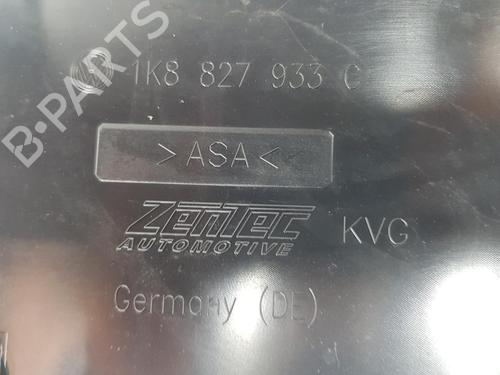 B-PARTS
1K8 827 933 C
>ASA<
ZENTEC
AUTOMOTIVE
KVG
Germany (DE)